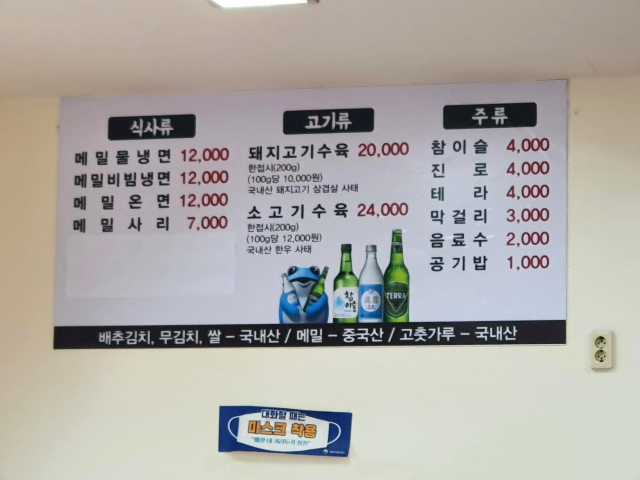 식사류
메밀물냉면 12,000
메밀비빔냉면 12,000
메밀온면 12,000
메밀사리 7,000
고기류
돼지고기수육 20,000
한접시(200g)
(100g당 10,000원)
국내산 돼지고기 삼겹살 사태
소고기수육 24,000
한접시(200g)
(100g당 12,000원)
국내산 한우 사태
주류
참이슬 4,000
진로 4,000
테라 4,000
막걸리 3,000
음료수 2,000
공기밥 1,000
참이슬
TERRA
배추김치, 무김치, 쌀 – 국내산 / 메밀 – 중국산 / 고춧가루 – 국내산
대화할 때는
마스크 착용